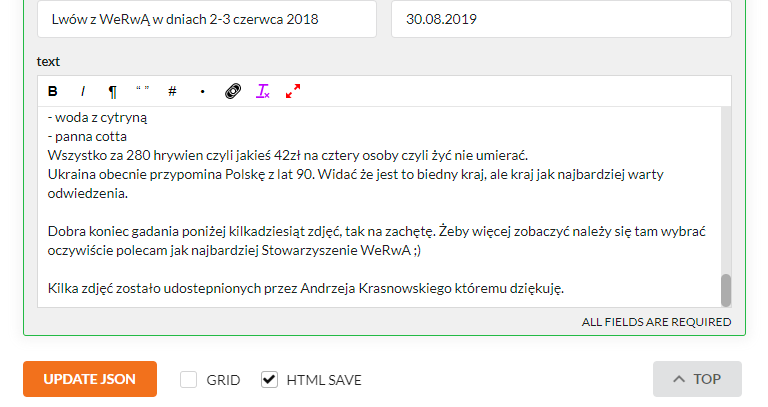 Lwów z WeRwĄ w dniach 2-3 czerwca 2018
30.08.2019
text
B I ¶ “ ” # •
- woda z cytryną
- panna cotta
Wszystko za 280 hrywien czyli jakieś 42zł na cztery osoby czyli żyć nie umierać.
Ukraina obecnie przypomina Polskę z lat 90. Widać że jest to biedny kraj, ale kraj jak najbardziej warty
odwiedzenia.
Dobra koniec gadania poniżej kilkadziesiąt zdjęć, tak na zachętę. Żeby więcej zobaczyć należy się tam wybrać
oczywiście polecam jak najbardziej Stowarzyszenie WeRwA ;)
Kilka zdjęć zostało udostepnionych przez Andrzeja Krasnowskiego któremu dziękuję.
ALL FIELDS ARE REQUIRED
UPDATE JSON GRID HTML SAVE TOP